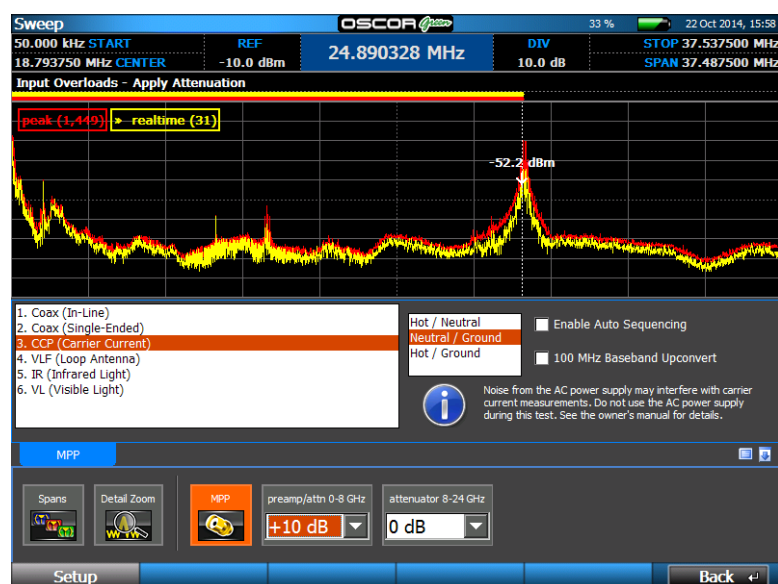 Sweep OSCOR Green 33 % 22 Oct 2014, 15:58
50.000 kHz START REF 24.890328 MHz DIV STOP 37.537500 MHz
18.793750 MHz CENTER -10.0 dBm 10.0 dB SPAN 37.487500 MHz
Input Overloads - Apply Attenuation
peak (1,449) » realtime (31)
-52.2 dBm
1. Coax (In-Line)
2. Coax (Single-Ended)
3. CCP (Carrier Current)
4. VLF (Loop Antenna)
5. IR (Infrared Light)
6. VL (Visible Light)
Hot / Neutral
Neutral / Ground
Hot / Ground
Enable Auto Sequencing
100 MHz Baseband Upconvert
Noise from the AC power supply may interfere with carrier
current measurements. Do not use the AC power supply
during this test. See the owner's manual for details.
MPP
Spans Detail Zoom MPP preamp/attn 0-8 GHz attenuator 8-24 GHz
+10 dB 0 dB
Setup Back